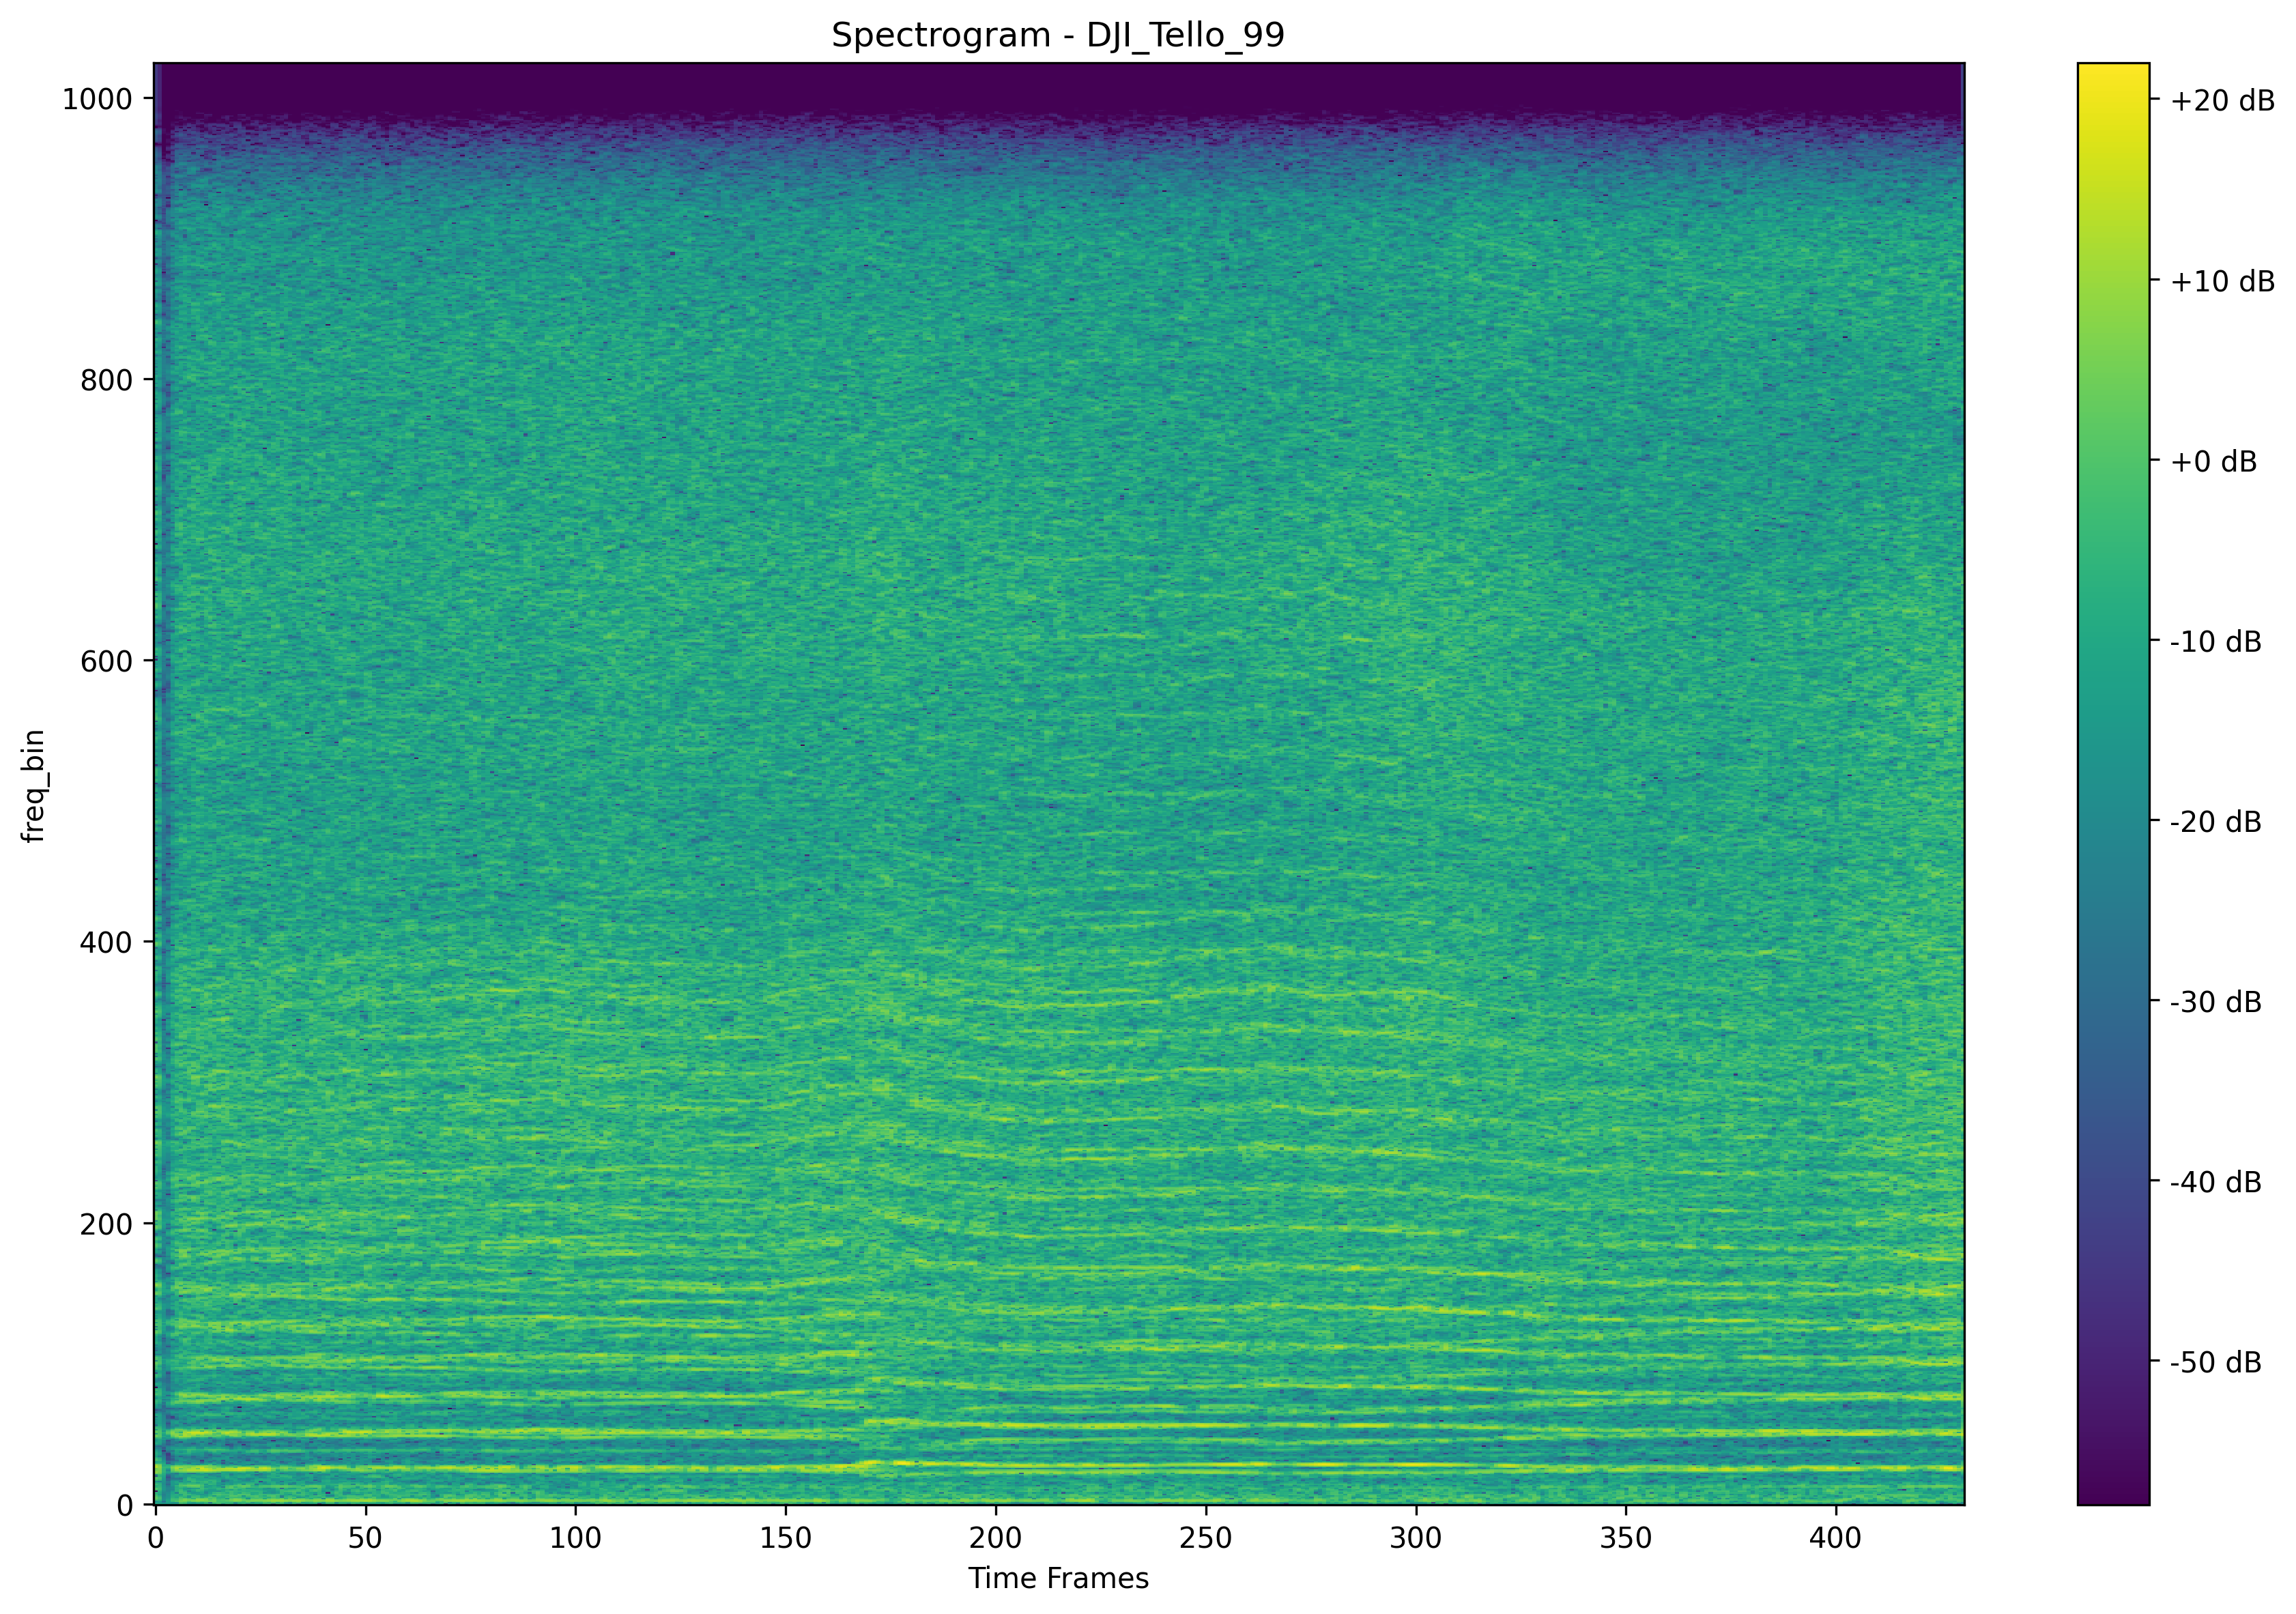 Spectrogram - DJI_Tello_99
1000
800
600
400
200
0
freq_bin
0 50 100 150 200 250 300 350 400
Time Frames
+20 dB
+10 dB
+0 dB
-10 dB
-20 dB
-30 dB
-40 dB
-50 dB